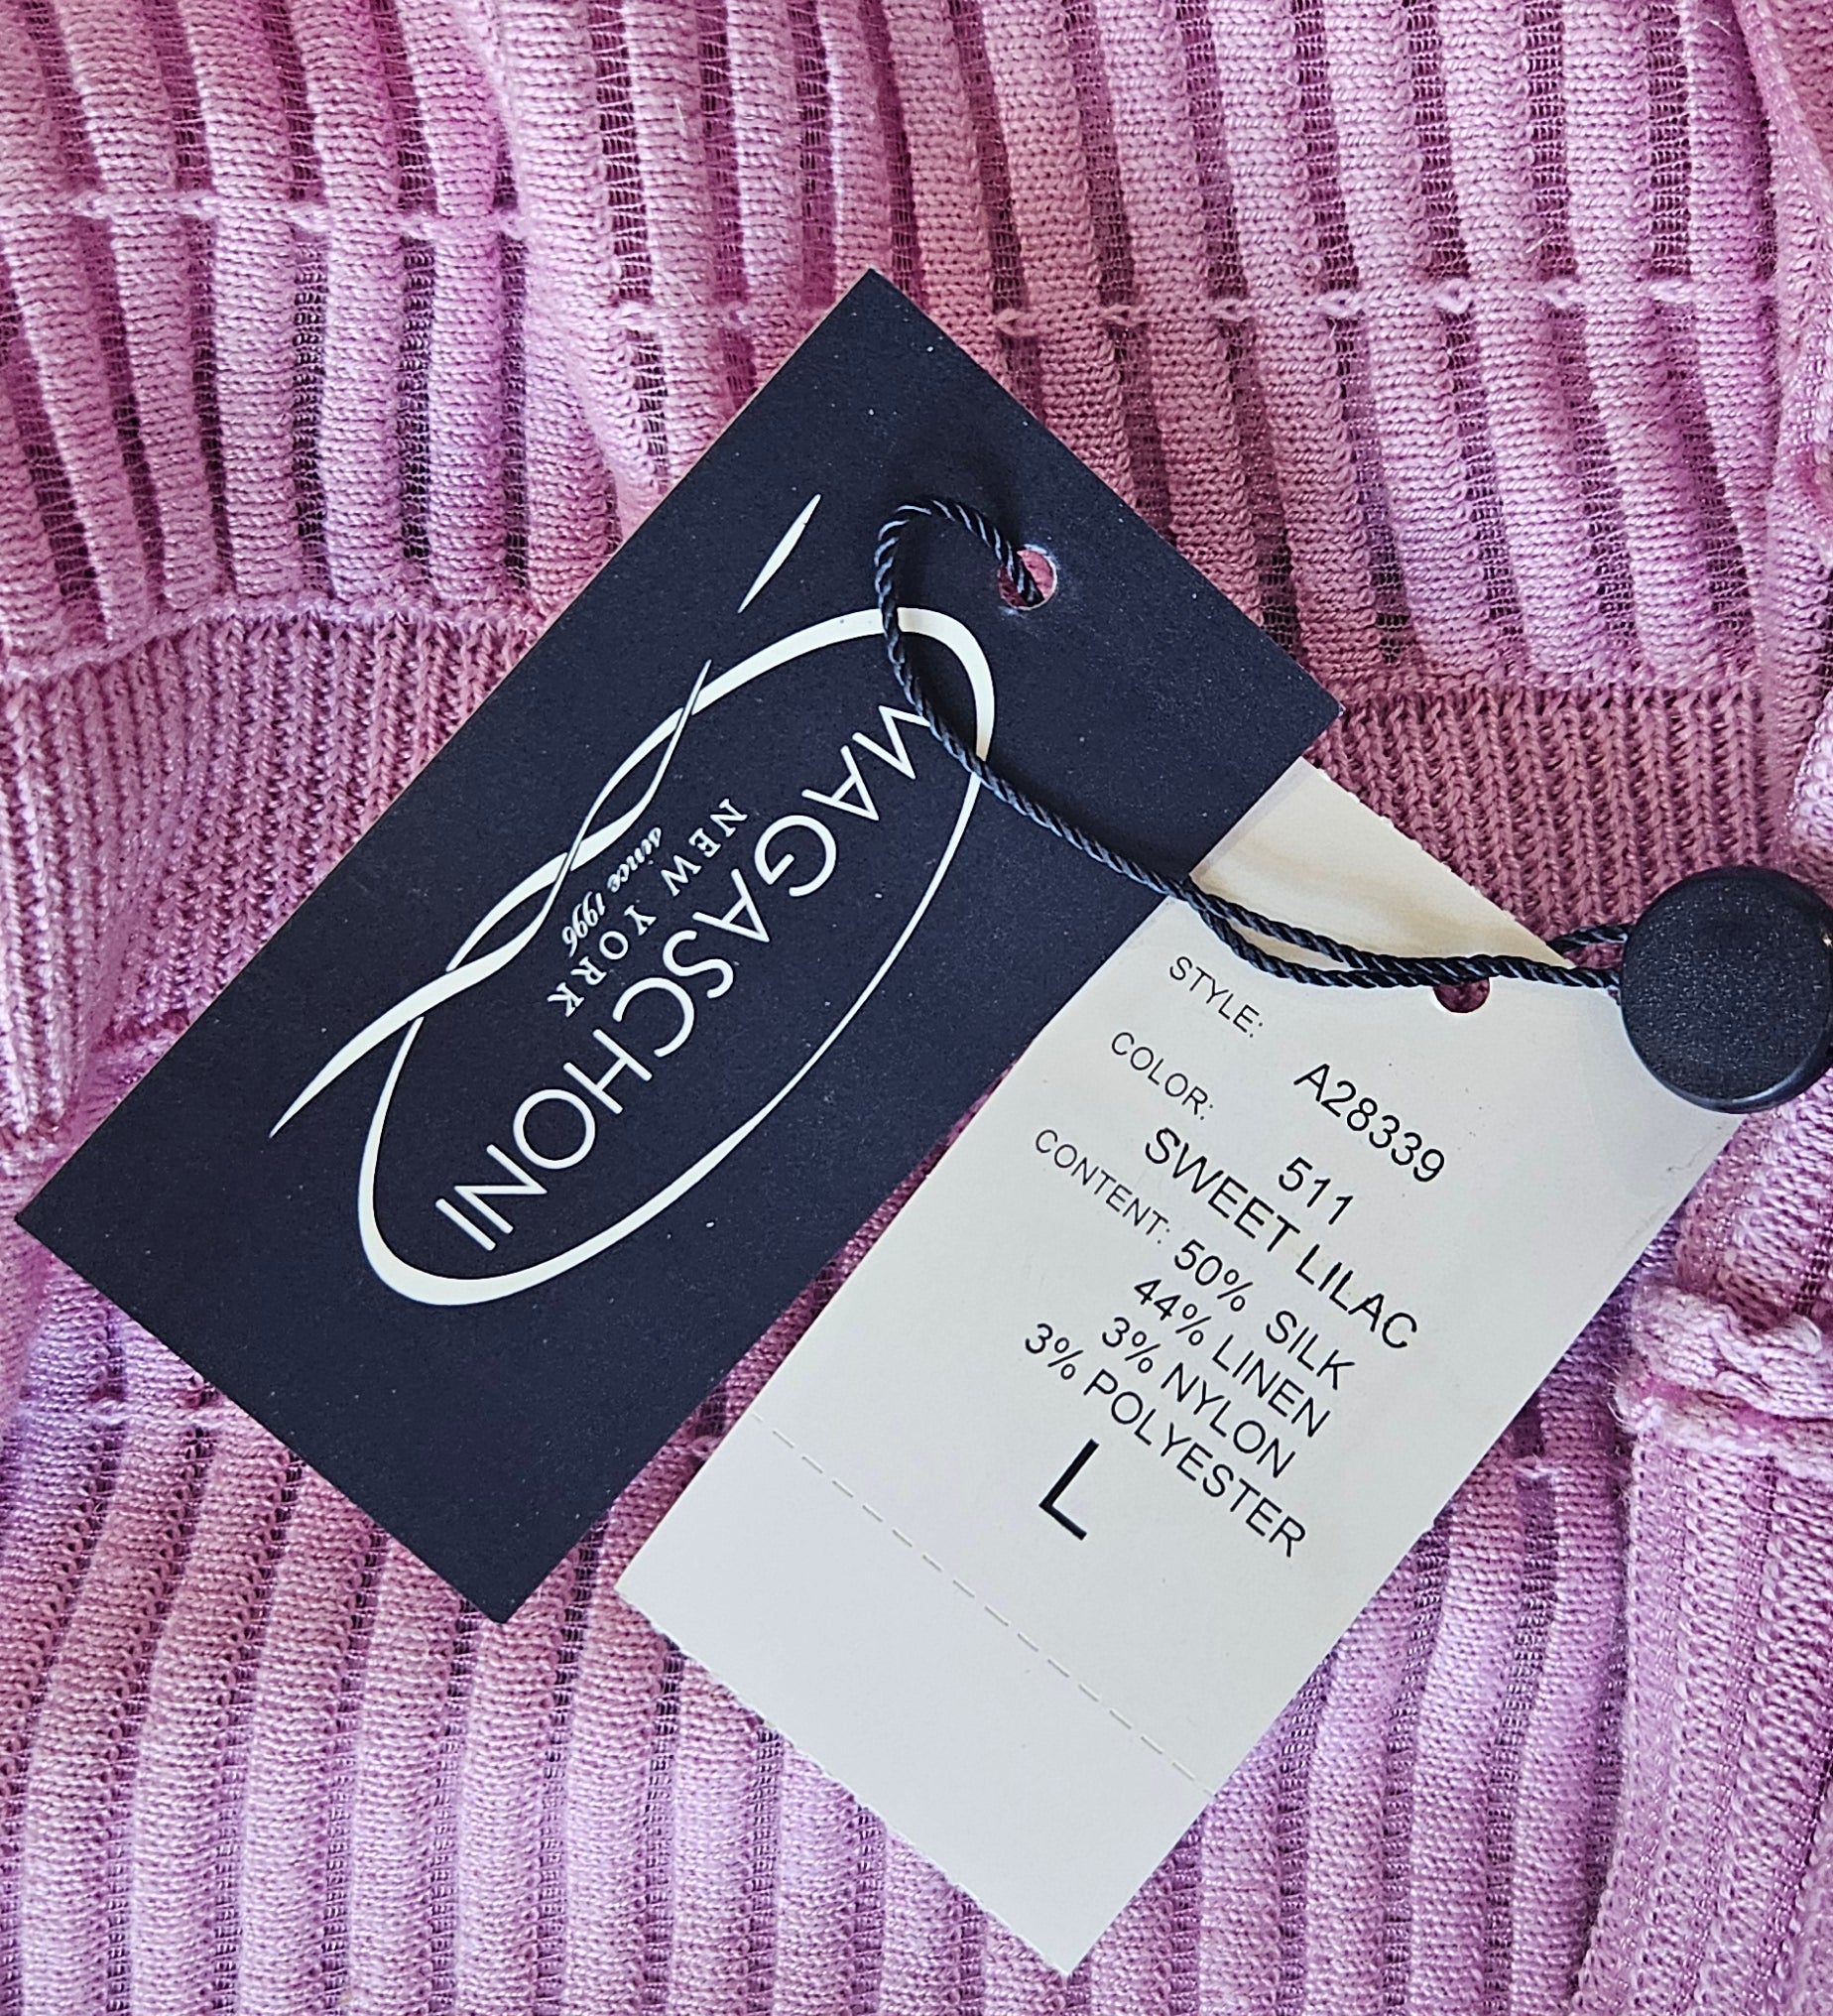 MAGASCHONI
NEW YORK
since 1996
STYLE: A28339
COLOR: 511
SWEET LILAC
CONTENT: 50% SILK
44% LINEN
3% NYLON
3% POLYESTER
L